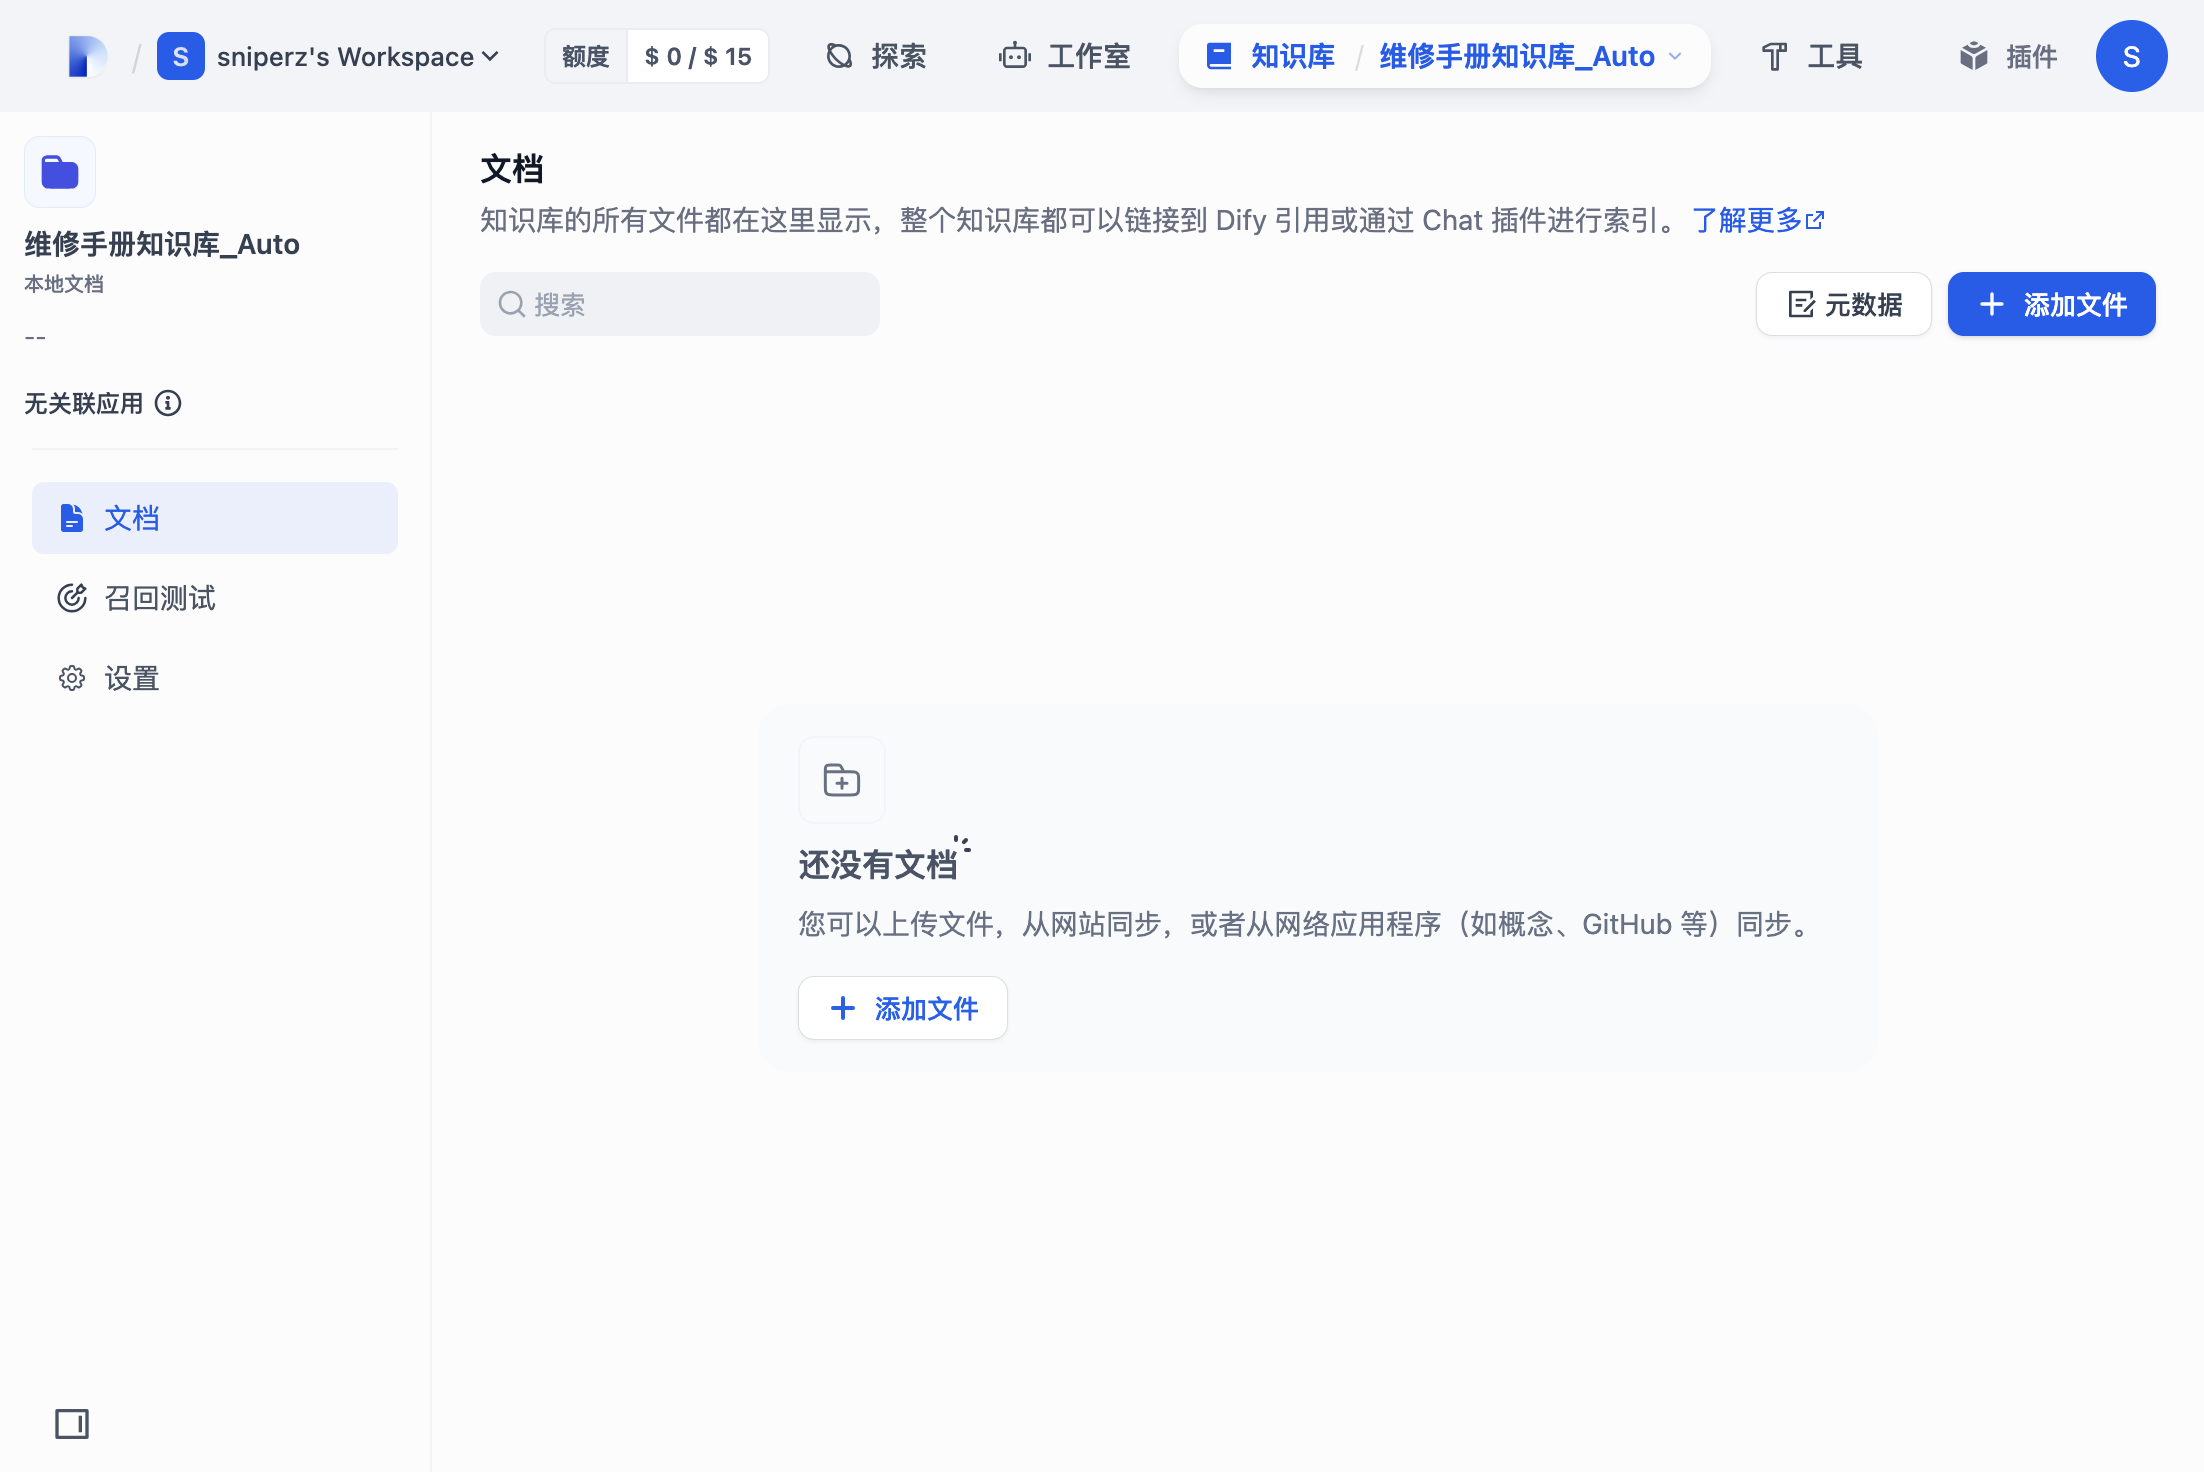 S sniperz's Workspace 额度 $ 0 / $ 15 探索 工作室 知识库 / 维修手册知识库_Auto 工具 插件 S
维修手册知识库_Auto
本地文档
--
无关联应用
文档
召回测试
设置
文档
知识库的所有文件都在这里显示，整个知识库都可以链接到 Dify 引用或通过 Chat 插件进行索引。 了解更多
搜索
元数据
添加文件
还没有文档
您可以上传文件，从网站同步，或者从网络应用程序（如概念、GitHub 等）同步。
添加文件